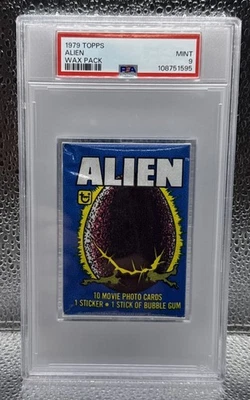 1979 TOPPS
ALIEN
WAX PACK
MINT
9
PSA
108751595
ALIEN
10 MOVIE PHOTO CARDS
1 STICKER • 1 STICK OF BUBBLE GUM